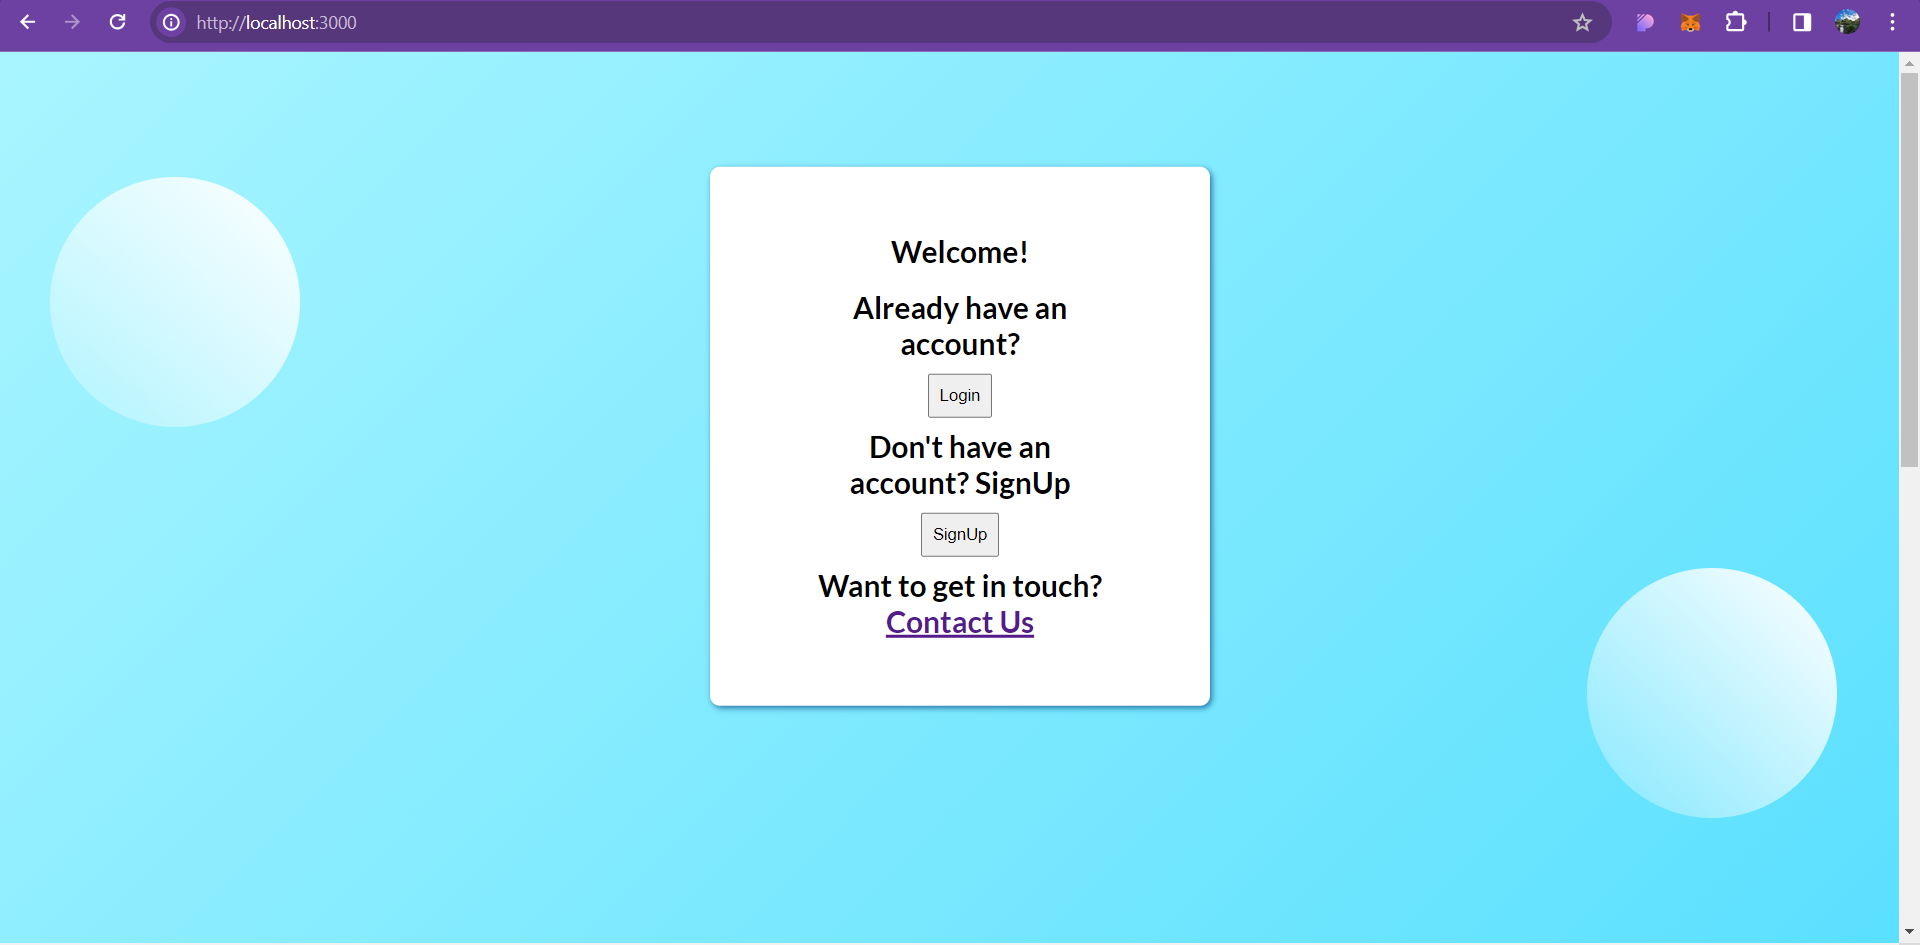 http://localhost:3000
Welcome!
Already have an
account?
Login
Don't have an
account? SignUp
SignUp
Want to get in touch?
Contact Us